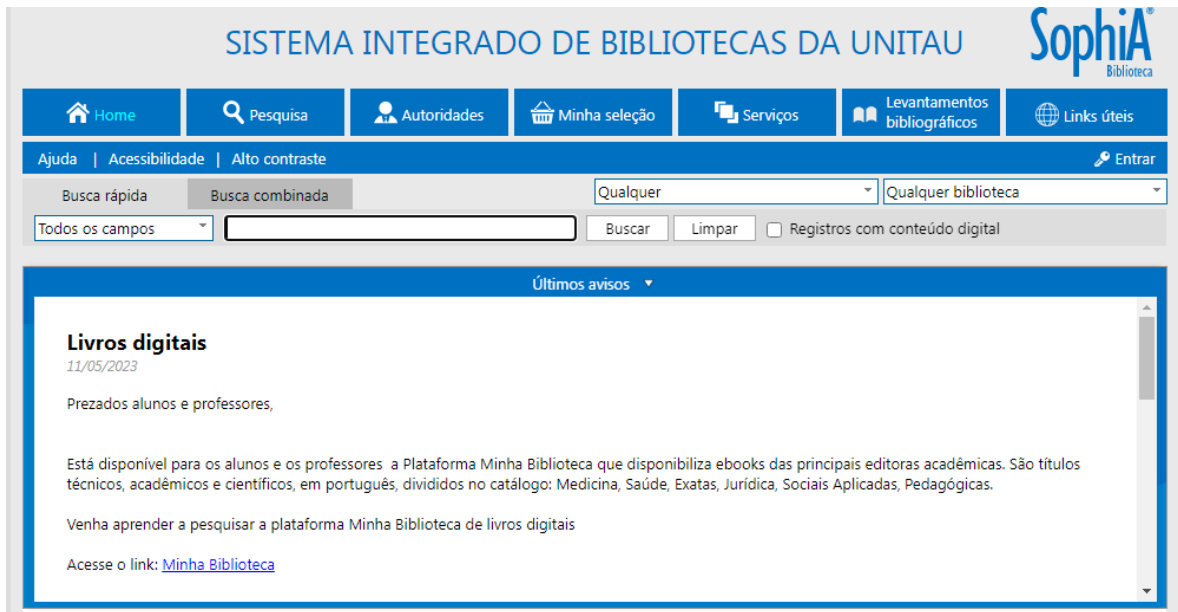 SISTEMA INTEGRADO DE BIBLIOTECAS DA UNITAU
SophiA®
Biblioteca
Home
Pesquisa
Autoridades
Minha seleção
Serviços
Levantamentos
bibliográficos
Links úteis
Ajuda | Acessibilidade | Alto contraste
Entrar
Busca rápida
Busca combinada
Qualquer
Qualquer biblioteca
Todos os campos
Buscar
Limpar
Registros com conteúdo digital
Últimos avisos
Livros digitais
11/05/2023
Prezados alunos e professores,
Está disponível para os alunos e os professores a Plataforma Minha Biblioteca que disponibiliza ebooks das principais editoras acadêmicas. São títulos
técnicos, acadêmicos e científicos, em português, divididos no catálogo: Medicina, Saúde, Exatas, Jurídica, Sociais Aplicadas, Pedagógicas.
Venha aprender a pesquisar a plataforma Minha Biblioteca de livros digitais
Acesse o link: Minha Biblioteca